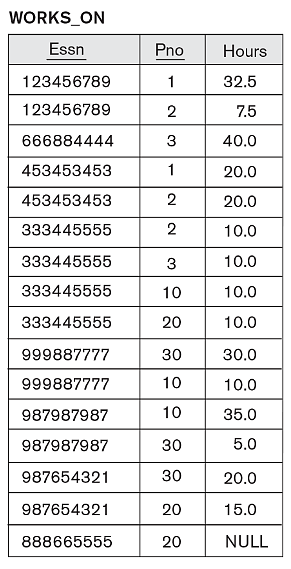 WORKS_ON
Essn Pno Hours
123456789 1 32.5
123456789 2 7.5
666884444 3 40.0
453453453 1 20.0
453453453 2 20.0
333445555 2 10.0
333445555 3 10.0
333445555 10 10.0
333445555 20 10.0
999887777 30 30.0
999887777 10 10.0
987987987 10 35.0
987987987 30 5.0
987654321 30 20.0
987654321 20 15.0
888665555 20 NULL